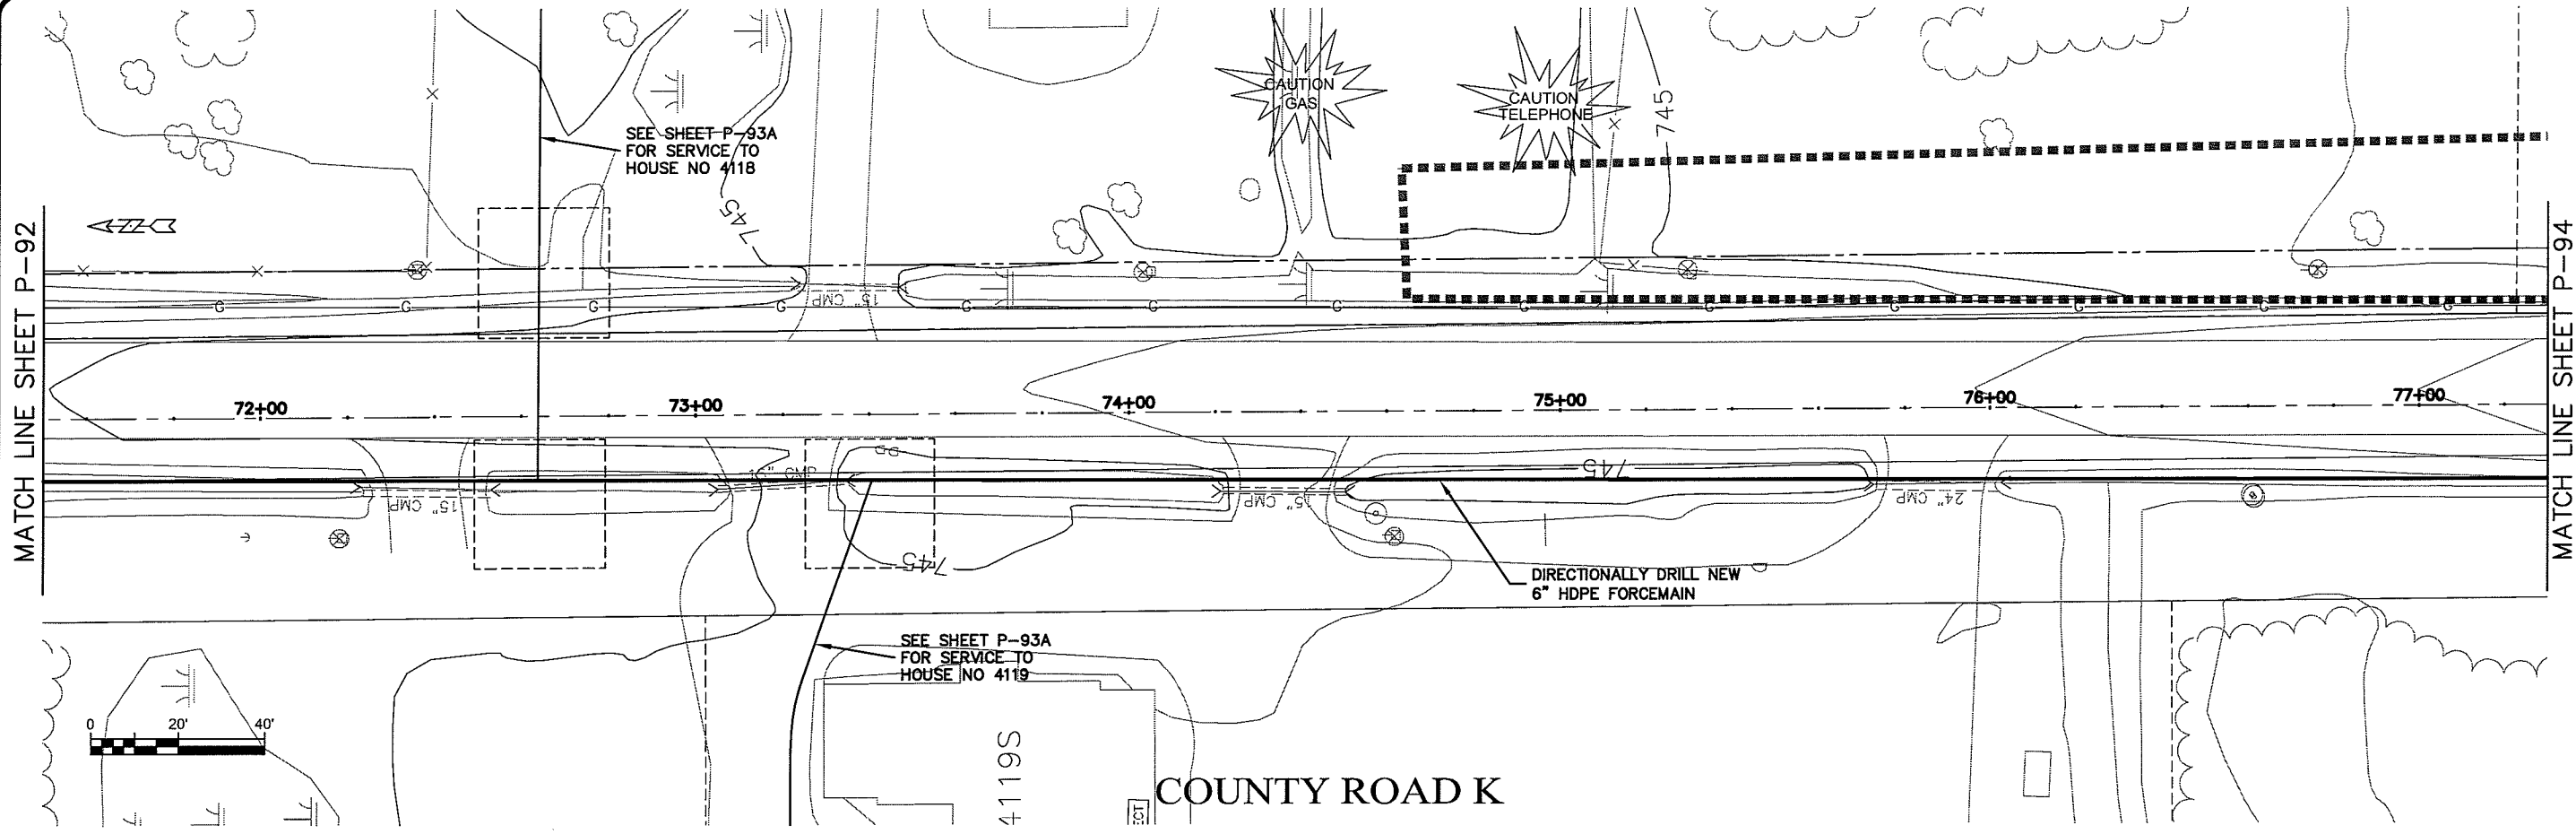 MATCH LINE SHEET P-92
SEE SHEET P-93A
FOR SERVICE TO
HOUSE NO 4118
745
CAUTION
GAS
CAUTION
TELEPHONE
745
MATCH LINE SHEET P-94
N
X
X
X
X
X
X
15" CMP
G
G
G
G
G
G
G
G
G
G
G
G
G
72+00
73+00
74+00
75+00
76+00
77+00
15" CMP
745
15" CMP
745
24" CMP
DIRECTIONALLY DRILL NEW
6" HDPE FORCEMAIN
SEE SHEET P-93A
FOR SERVICE TO
HOUSE NO 4119
0 20' 40'
4119S
COUNTY ROAD K